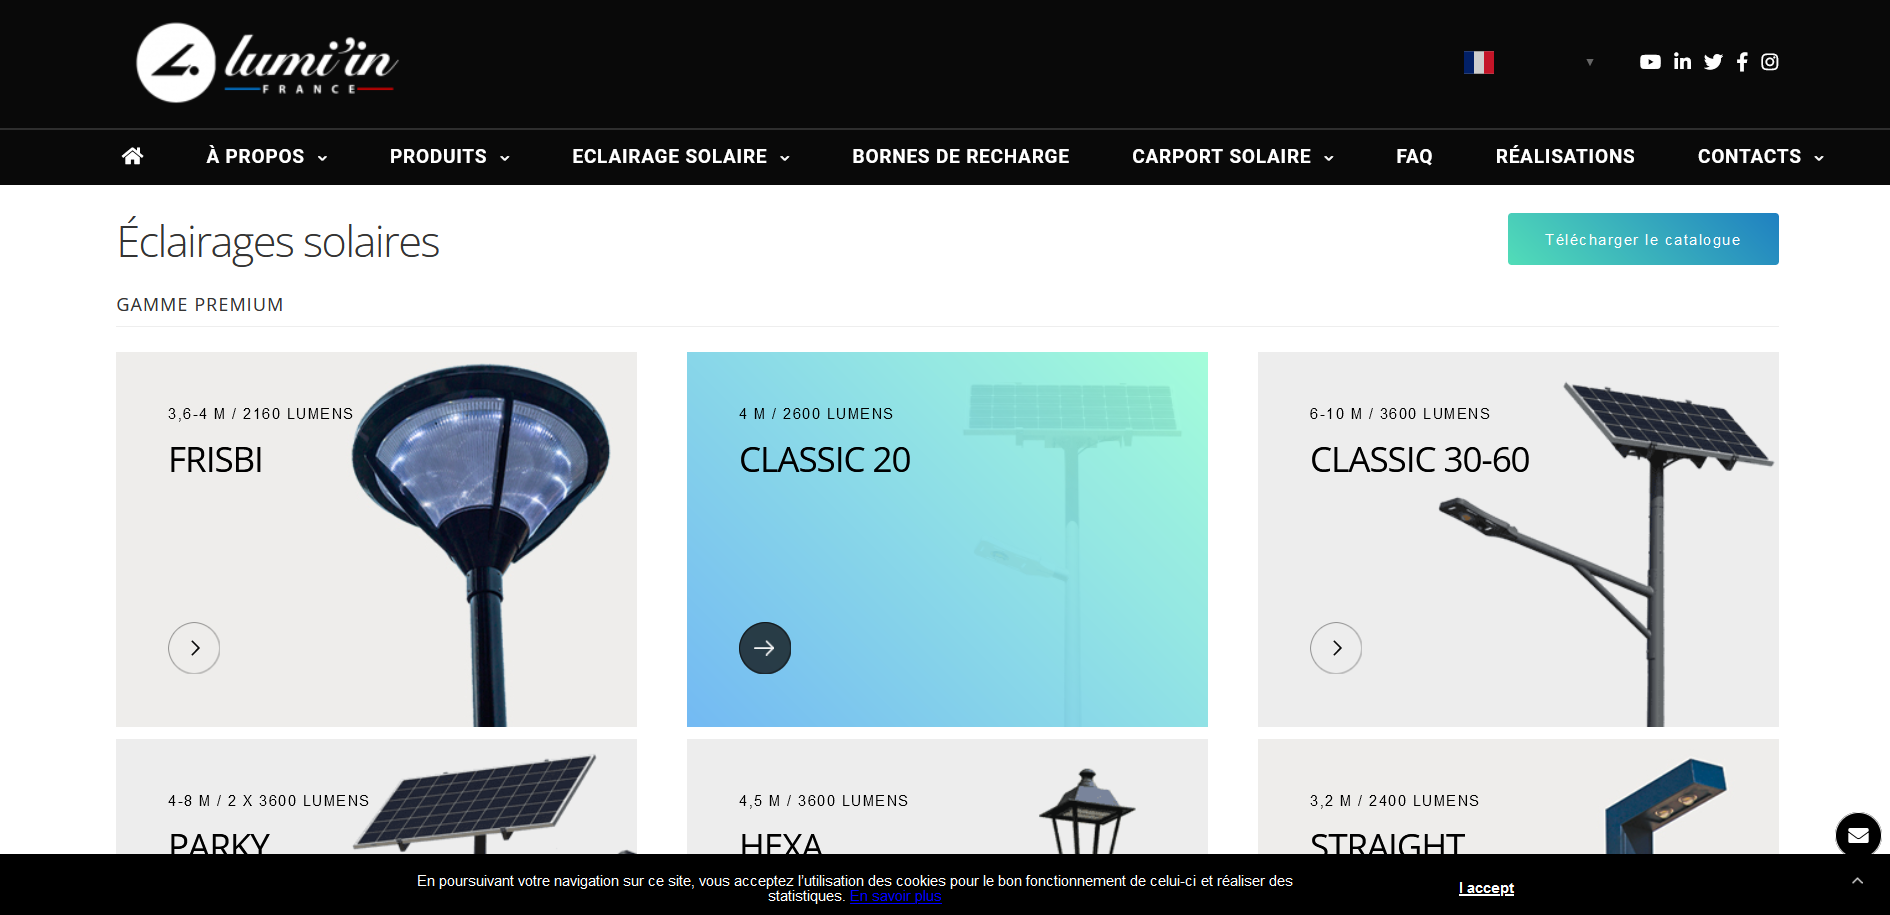 lumi'in
FRANCE
À PROPOS
PRODUITS
ECLAIRAGE SOLAIRE
BORNES DE RECHARGE
CARPORT SOLAIRE
FAQ
RÉALISATIONS
CONTACTS
Éclairages solaires
Télécharger le catalogue
GAMME PREMIUM
3,6-4 M / 2160 LUMENS
FRISBI
4 M / 2600 LUMENS
CLASSIC 20
6-10 M / 3600 LUMENS
CLASSIC 30-60
4-8 M / 2 X 3600 LUMENS
PARKY
4,5 M / 3600 LUMENS
HEXA
3,2 M / 2400 LUMENS
STRAIGHT
En poursuivant votre navigation sur ce site, vous acceptez l'utilisation des cookies pour le bon fonctionnement de celui-ci et réaliser des
statistiques. En savoir plus
I accept